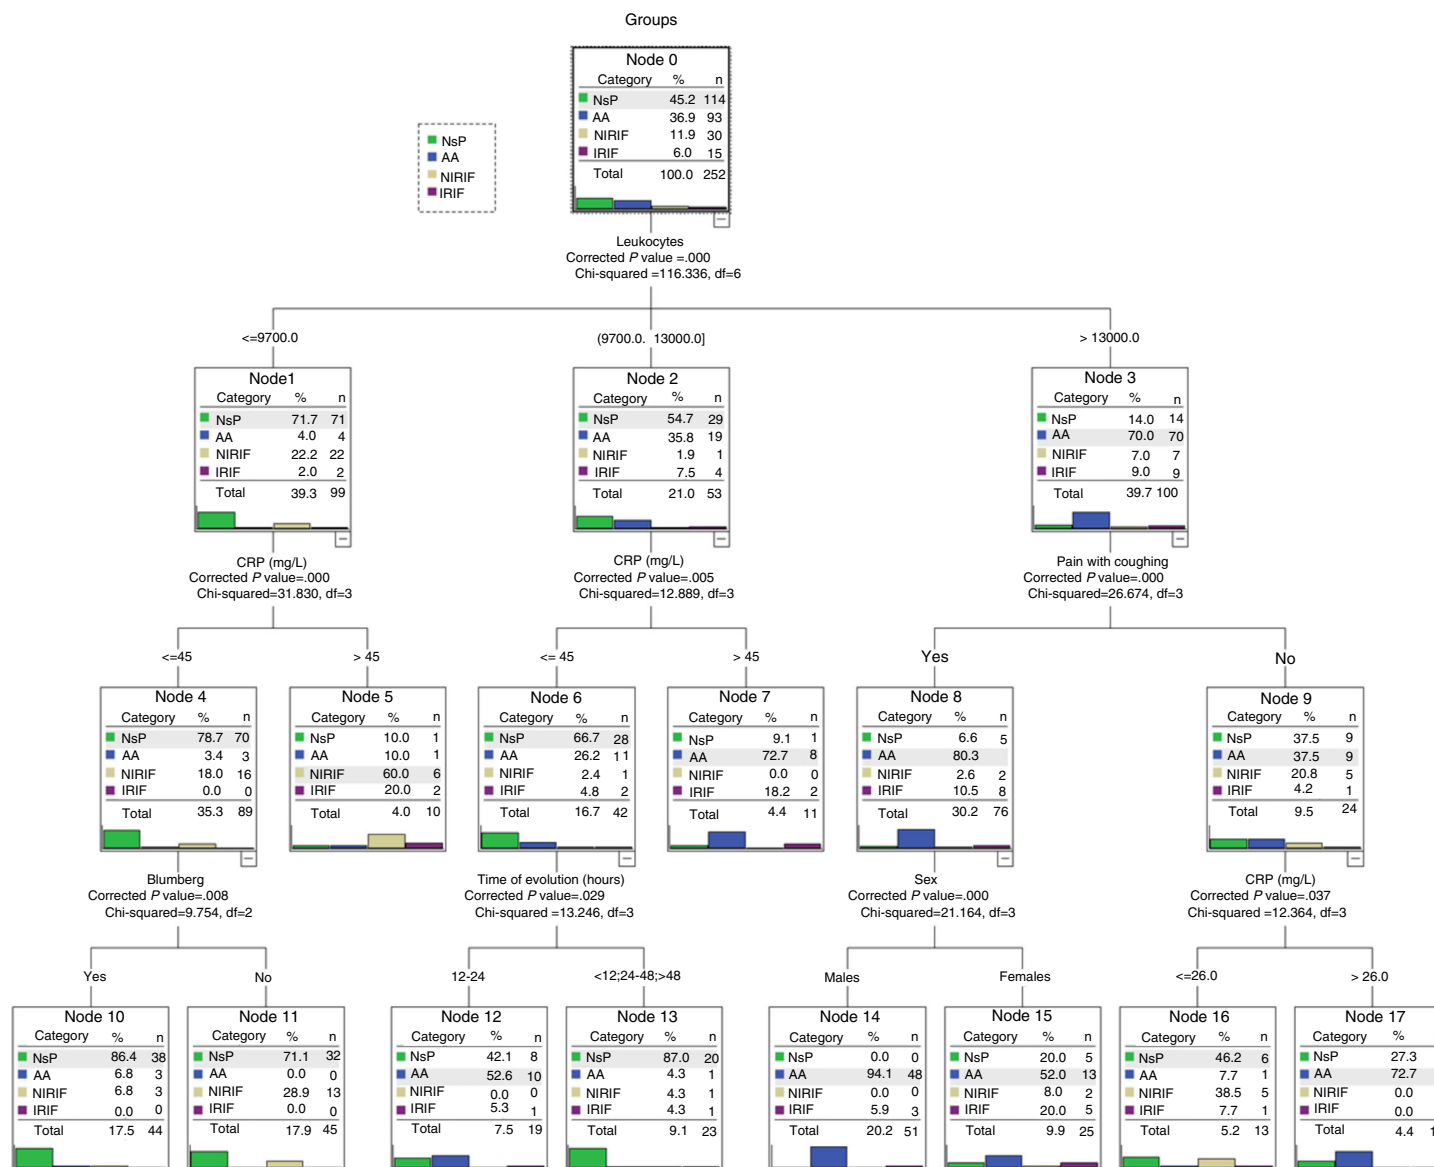 Groups
Node 0
Category % n
NsP 45.2 114
AA 36.9 93
NIRIF 11.9 30
IRIF 6.0 15
Total 100.0 252
NsP
AA
NIRIF
IRIF
Leukocytes
Corrected P value =.000
Chi-squared =116.336, df=6
<=9700.0
(9700.0. 13000.0]
> 13000.0
Node1
Category % n
NsP 71.7 71
AA 4.0 4
NIRIF 22.2 22
IRIF 2.0 2
Total 39.3 99
Node 2
Category % n
NsP 54.7 29
AA 35.8 19
NIRIF 1.9 1
IRIF 7.5 4
Total 21.0 53
Node 3
Category % n
NsP 14.0 14
AA 70.0 70
NIRIF 7.0 7
IRIF 9.0 9
Total 39.7 100
CRP (mg/L)
Corrected P value=.000
Chi-squared=31.830, df=3
CRP (mg/L)
Corrected P value=.005
Chi-squared=12.889, df=3
Pain with coughing
Corrected P value=.000
Chi-squared=26.674, df=3
<=45
> 45
<= 45
> 45
Yes
No
Node 4
Category % n
NsP 78.7 70
AA 3.4 3
NIRIF 18.0 16
IRIF 0.0 0
Total 35.3 89
Node 5
Category % n
NsP 10.0 1
AA 10.0 1
NIRIF 60.0 6
IRIF 20.0 2
Total 4.0 10
Node 6
Category % n
NsP 66.7 28
AA 26.2 11
NIRIF 2.4 1
IRIF 4.8 2
Total 16.7 42
Node 7
Category % n
NsP 9.1 1
AA 72.7 8
NIRIF 0.0 0
IRIF 18.2 2
Total 4.4 11
Node 8
Category % n
NsP 6.6 5
AA 80.3
NIRIF 2.6 2
IRIF 10.5 8
Total 30.2 76
Node 9
Category % n
NsP 37.5 9
AA 37.5 9
NIRIF 20.8 5
IRIF 4.2 1
Total 9.5 24
Blumberg
Corrected P value=.008
Chi-squared=9.754, df=2
Time of evolution (hours)
Corrected P value=.029
Chi-squared =13.246, df=3
Sex
Corrected P value=.000
Chi-squared=21.164, df=3
CRP (mg/L)
Corrected P value=.037
Chi-squared =12.364, df=3
Yes
No
12-24
<12;24-48;>48
Males
Females
<=26.0
> 26.0
Node 10
Category % n
NsP 86.4 38
AA 6.8 3
NIRIF 6.8 3
IRIF 0.0 0
Total 17.5 44
Node 11
Category % n
NsP 71.1 32
AA 0.0 0
NIRIF 28.9 13
IRIF 0.0 0
Total 17.9 45
Node 12
Category % n
NsP 42.1 8
AA 52.6 10
NIRIF 0.0 0
IRIF 5.3 1
Total 7.5 19
Node 13
Category % n
NsP 87.0 20
AA 4.3 1
NIRIF 4.3 1
IRIF 4.3 1
Total 9.1 23
Node 14
Category % n
NsP 0.0 0
AA 94.1 48
NIRIF 0.0 0
IRIF 5.9 3
Total 20.2 51
Node 15
Category % n
NsP 20.0 5
AA 52.0 13
NIRIF 8.0 2
IRIF 20.0 5
Total 9.9 25
Node 16
Category % n
NsP 46.2 6
AA 7.7 1
NIRIF 38.5 5
IRIF 7.7 1
Total 5.2 13
Node 17
Category % n
NsP 27.3
AA 72.7
NIRIF 0.0
IRIF 0.0
Total 4.4 1